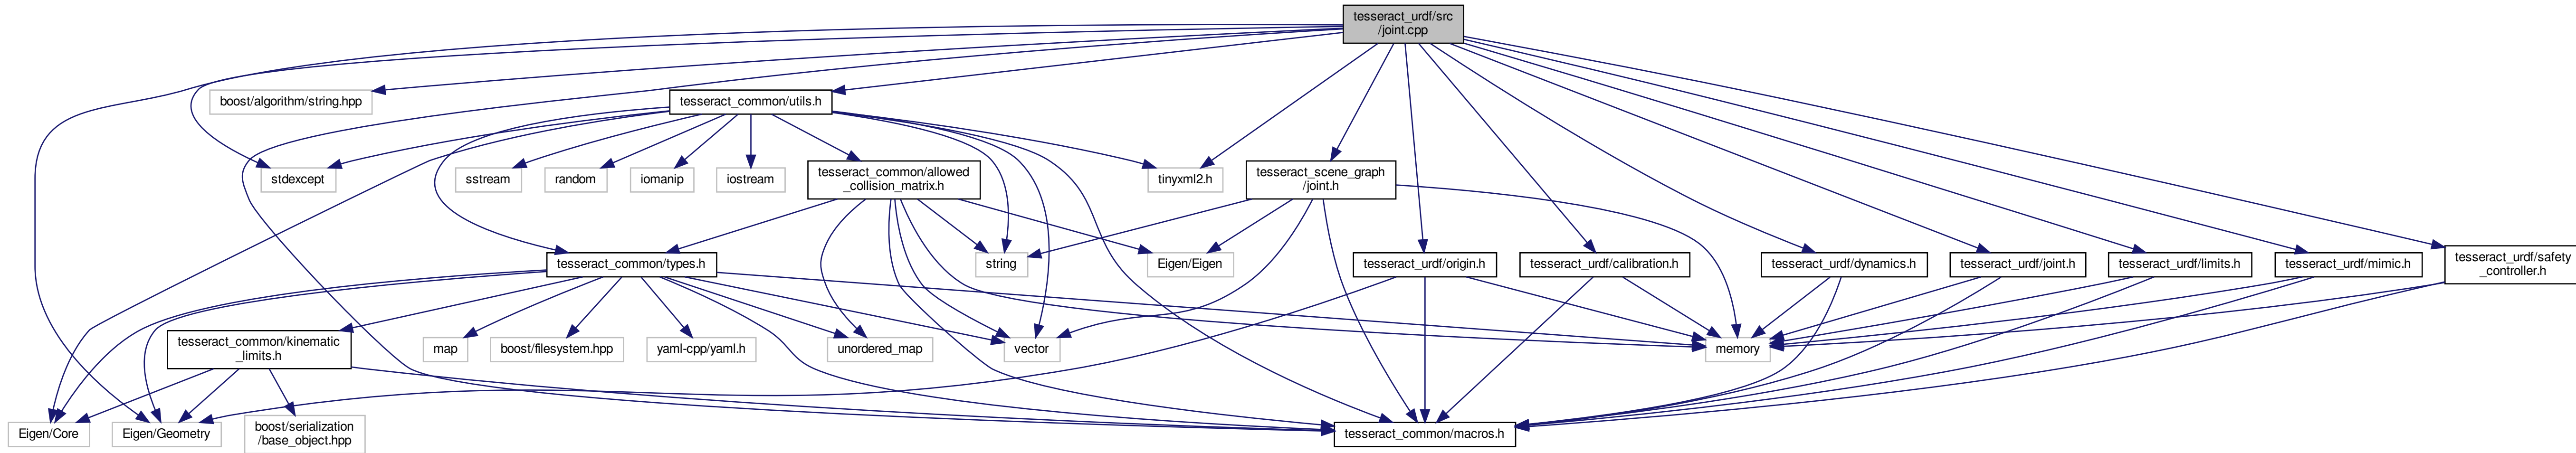 tesseract_urdf/src
/joint.cpp
boost/algorithm/string.hpp
tesseract_common/utils.h
stdexcept
sstream
random
iomanip
iostream
tesseract_common/allowed
_collision_matrix.h
tinyxml2.h
tesseract_scene_graph
/joint.h
tesseract_common/types.h
string
Eigen/Eigen
tesseract_urdf/origin.h
tesseract_urdf/calibration.h
tesseract_urdf/dynamics.h
tesseract_urdf/joint.h
tesseract_urdf/limits.h
tesseract_urdf/mimic.h
tesseract_urdf/safety
_controller.h
tesseract_common/kinematic
_limits.h
map
boost/filesystem.hpp
yaml-cpp/yaml.h
unordered_map
vector
memory
Eigen/Core
Eigen/Geometry
boost/serialization
/base_object.hpp
tesseract_common/macros.h